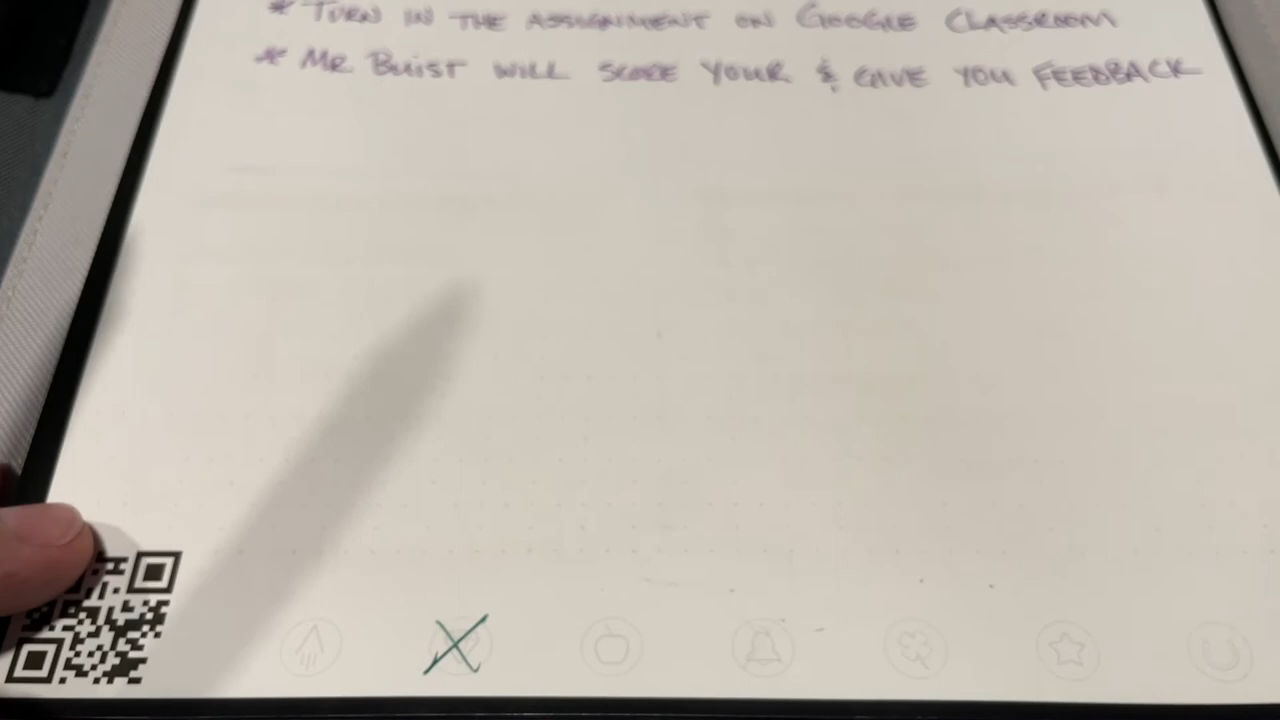 * TURN IN THE ASSIGNMENT ON GOOGLE CLASSROOM
* MR BUIST WILL SCORE YOUR & GIVE YOU FEEDBACK